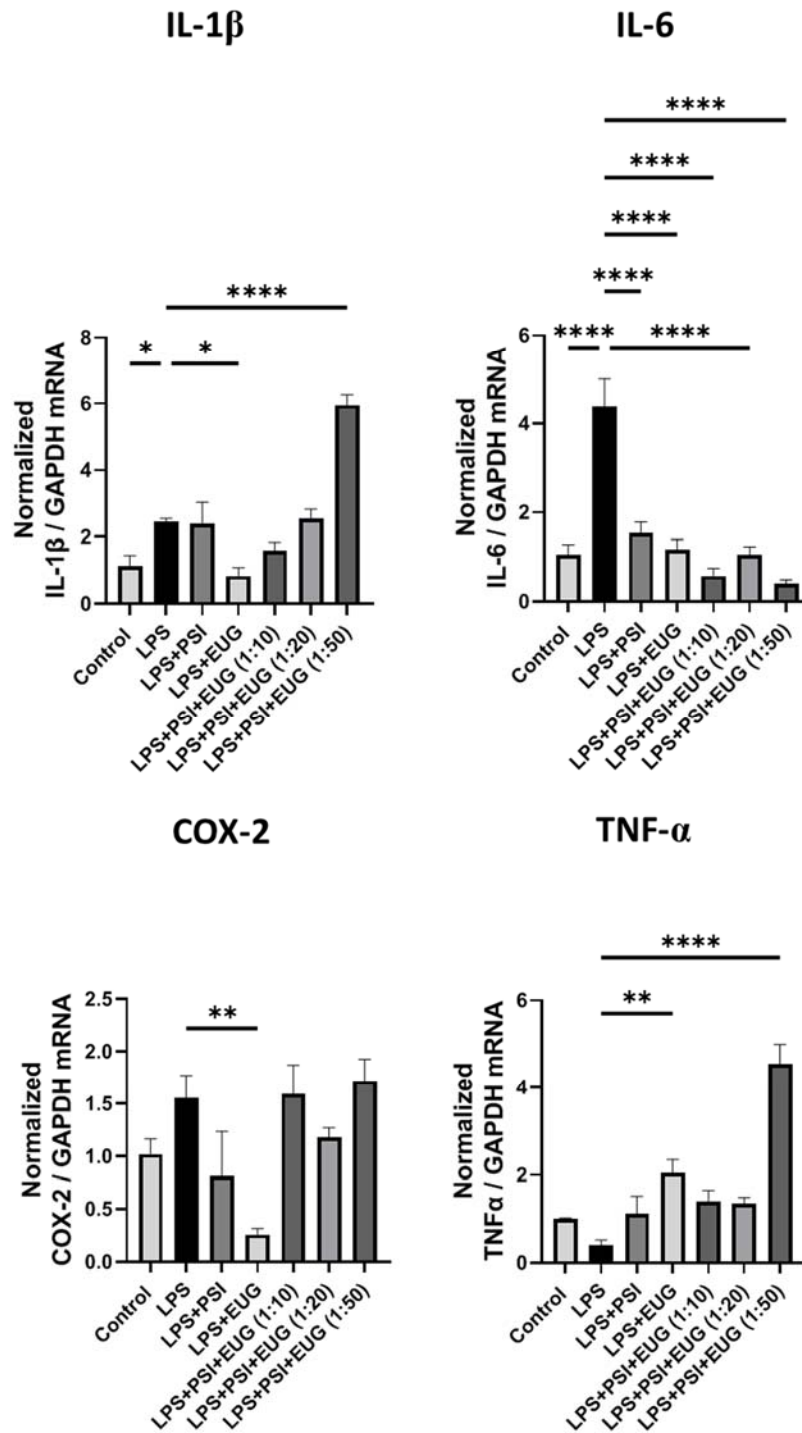 IL-1β
****
*
*
Normalized
IL-1β / GAPDH mRNA
8
6
4
2
0
Control
LPS
LPS+PSI
LPS+EUG
LPS+PSI+EUG (1:10)
LPS+PSI+EUG (1:20)
LPS+PSI+EUG (1:50)
IL-6
****
****
****
****
****
****
Normalized
IL-6 / GAPDH mRNA
6
4
2
0
Control
LPS
LPS+PSI
LPS+EUG
LPS+PSI+EUG (1:10)
LPS+PSI+EUG (1:20)
LPS+PSI+EUG (1:50)
COX-2
**
Normalized
COX-2 / GAPDH mRNA
2.5
2.0
1.5
1.0
0.5
0.0
Control
LPS
LPS+PSI
LPS+EUG
LPS+PSI+EUG (1:10)
LPS+PSI+EUG (1:20)
LPS+PSI+EUG (1:50)
TNF-α
****
**
Normalized
TNFα / GAPDH mRNA
6
4
2
0
Control
LPS
LPS+PSI
LPS+EUG
LPS+PSI+EUG (1:10)
LPS+PSI+EUG (1:20)
LPS+PSI+EUG (1:50)